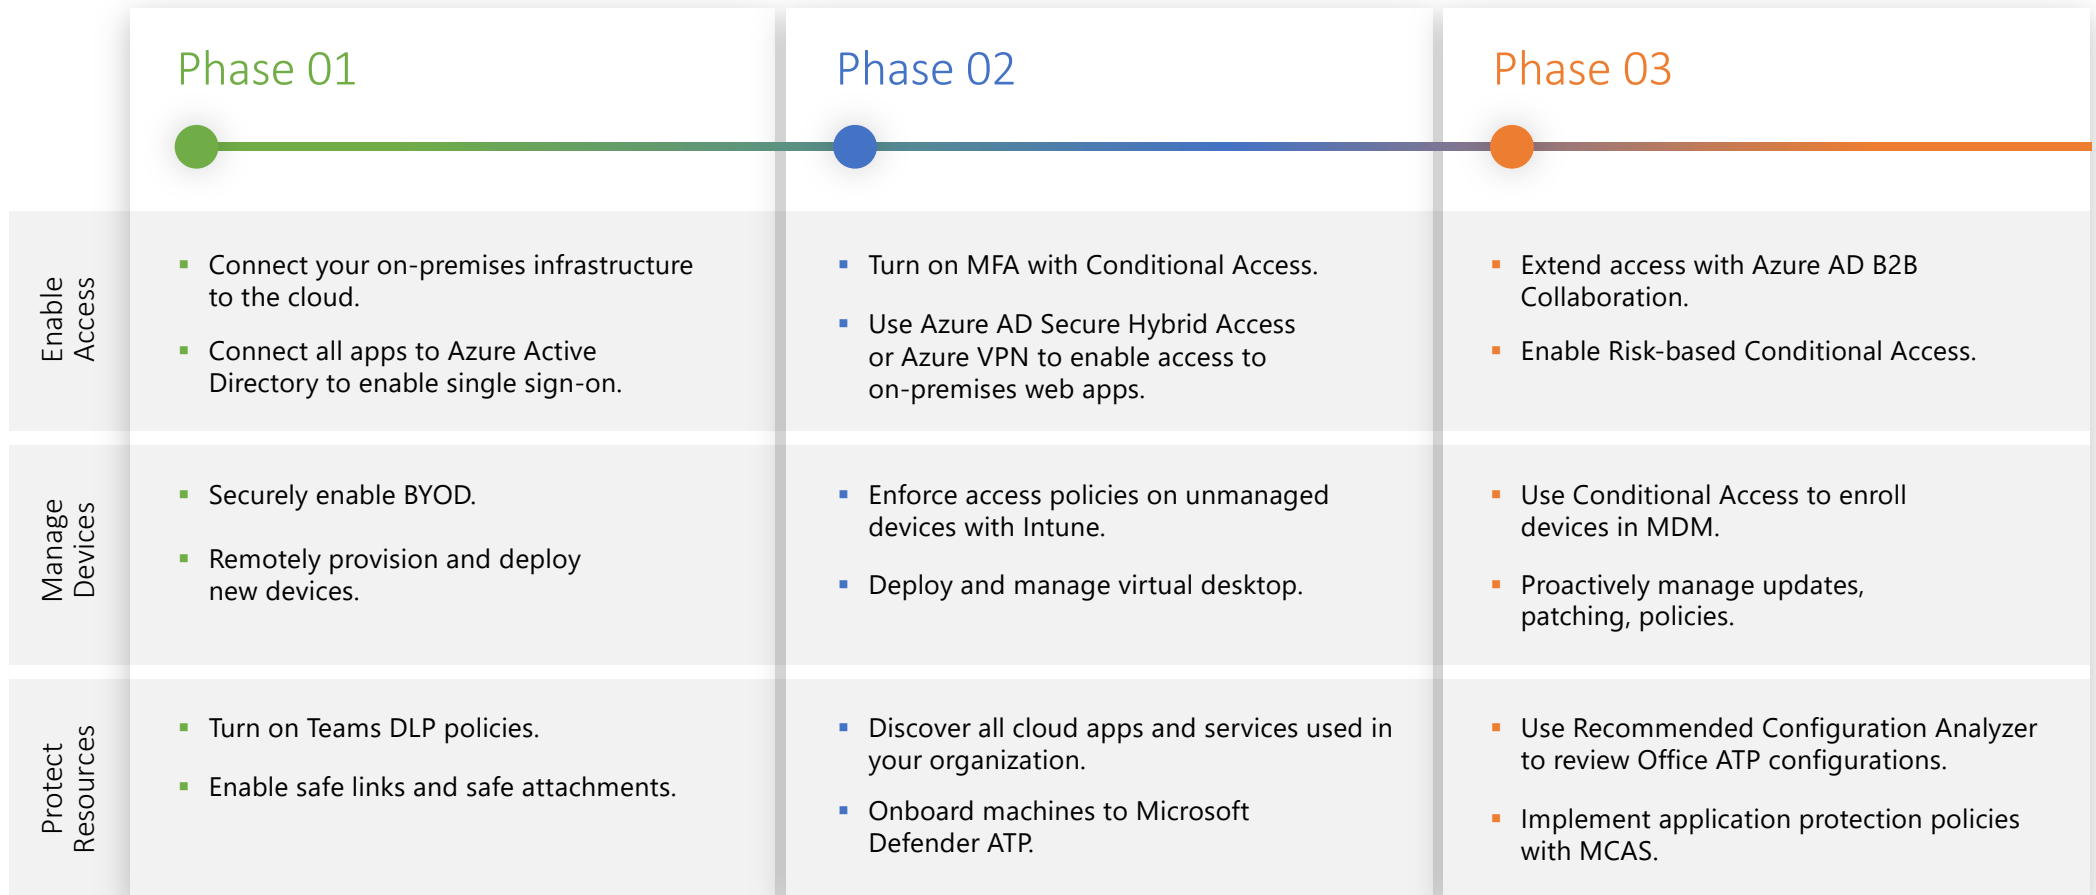 Phase 01
Phase 02
Phase 03
Enable
Access
▪ Connect your on-premises infrastructure
to the cloud.
▪ Connect all apps to Azure Active
Directory to enable single sign-on.
▪ Turn on MFA with Conditional Access.
▪ Use Azure AD Secure Hybrid Access
or Azure VPN to enable access to
on-premises web apps.
▪ Extend access with Azure AD B2B
Collaboration.
▪ Enable Risk-based Conditional Access.
Manage
Devices
▪ Securely enable BYOD.
▪ Remotely provision and deploy
new devices.
▪ Enforce access policies on unmanaged
devices with Intune.
▪ Deploy and manage virtual desktop.
▪ Use Conditional Access to enroll
devices in MDM.
▪ Proactively manage updates,
patching, policies.
Protect
Resources
▪ Turn on Teams DLP policies.
▪ Enable safe links and safe attachments.
▪ Discover all cloud apps and services used in
your organization.
▪ Onboard machines to Microsoft
Defender ATP.
▪ Use Recommended Configuration Analyzer
to review Office ATP configurations.
▪ Implement application protection policies
with MCAS.